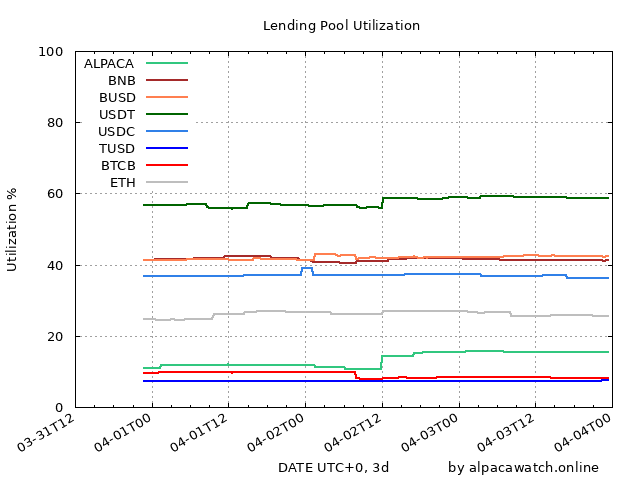 Lending Pool Utilization
100
80
60
40
20
0
Utilization %
ALPACA
BNB
BUSD
USDT
USDC
TUSD
BTCB
ETH
03-31T12
04-01T00
04-01T12
04-02T00
04-02T12
04-03T00
04-03T12
04-04T00
DATE UTC+0, 3d by alpacawatch.online